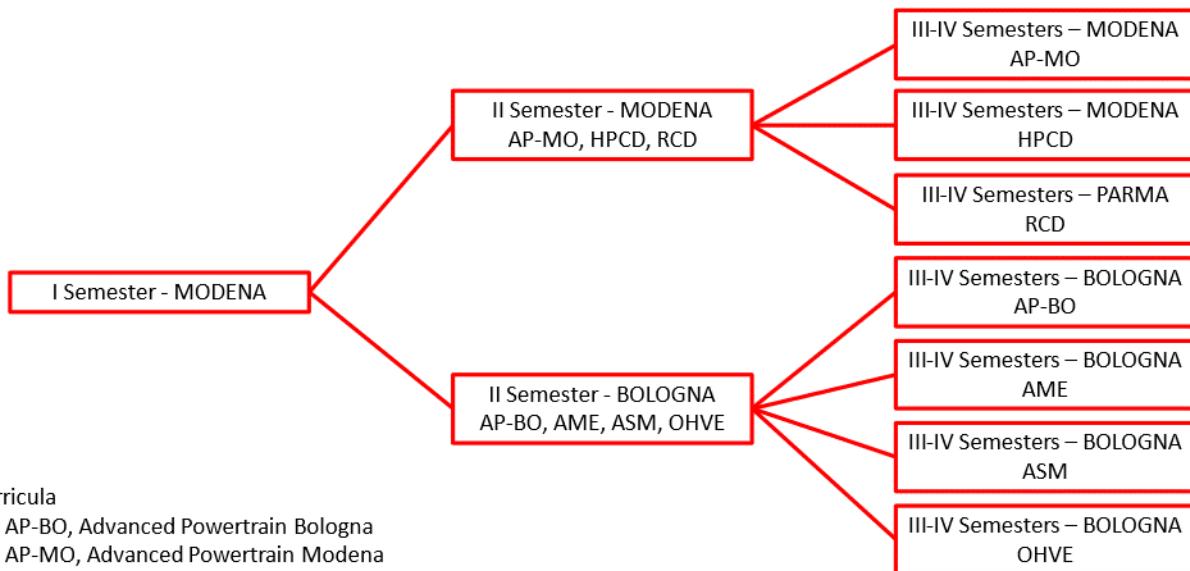 III-IV Semesters – MODENA
AP-MO
II Semester - MODENA
AP-MO, HPCD, RCD
III-IV Semesters – MODENA
HPCD
III-IV Semesters – PARMA
RCD
I Semester - MODENA
III-IV Semesters – BOLOGNA
AP-BO
II Semester - BOLOGNA
AP-BO, AME, ASM, OHVE
III-IV Semesters – BOLOGNA
AME
III-IV Semesters – BOLOGNA
ASM
III-IV Semesters – BOLOGNA
OHVE
rricula
AP-BO, Advanced Powertrain Bologna
AP-MO, Advanced Powertrain Modena